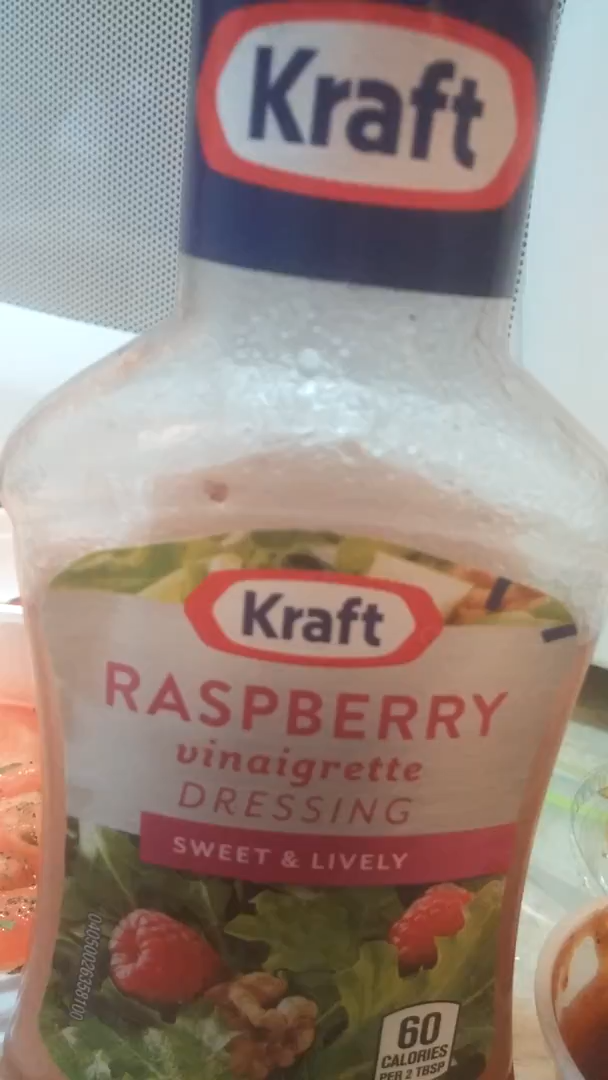 Kraft
Kraft
RASPBERRY
vinaigrette
DRESSING
SWEET & LIVELY
60
CALORIES
PER 2 TBSP